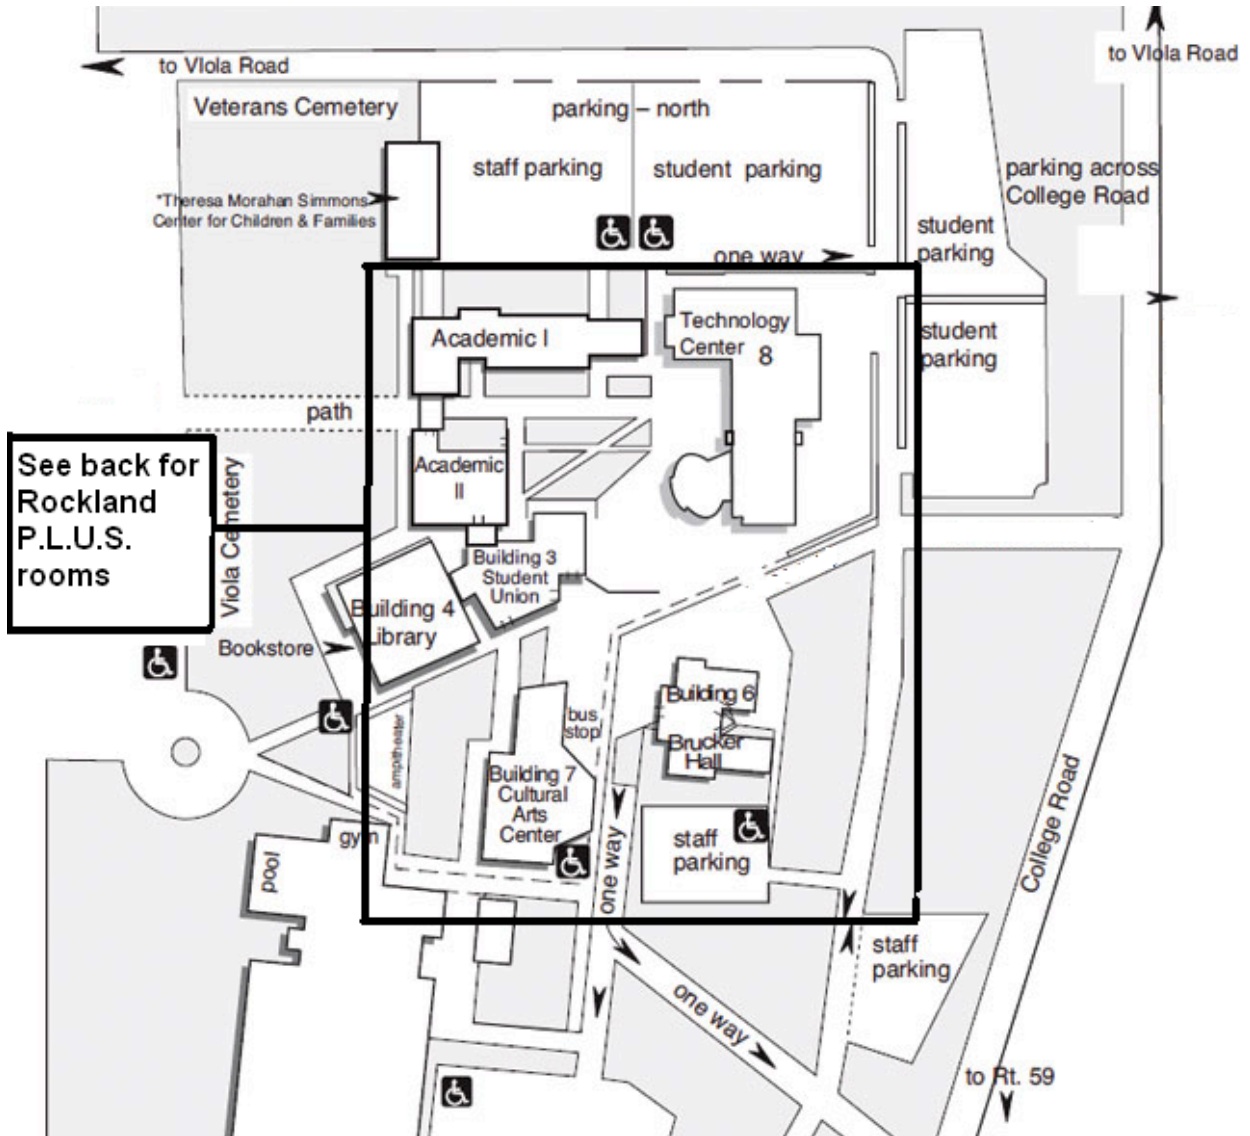 to VIola Road
to VIola Road
Veterans Cemetery
parking – north
staff parking
student parking
parking across
College Road
*Theresa Morahan Simmons
Center for Children & Families
student
parking
one way
Academic I
Technology
Center 8
student
parking
path
See back for
Rockland
P.L.U.S.
rooms
Viola Cemetery
Academic
II
Building 3
Student
Union
Building 4
Library
Bookstore
Building 6
Brucker
Hall
bus
stop
ampitheater
Building 7
Cultural
Arts
Center
staff
parking
one way
gym
pool
College Road
staff
parking
one way
to Rt. 59